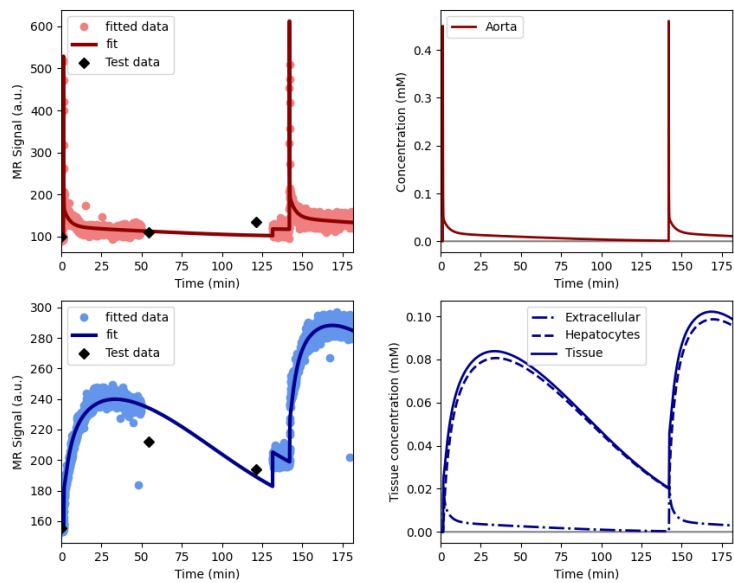 600
500
400
300
200
100
MR Signal (a.u.)
fitted data
fit
Test data
0 25 50 75 100 125 150 175
Time (min)
0.4
0.3
0.2
0.1
0.0
Concentration (mM)
Aorta
0 25 50 75 100 125 150 175
Time (min)
300
280
260
240
220
200
180
160
MR Signal (a.u.)
fitted data
fit
Test data
0 25 50 75 100 125 150 175
Time (min)
0.10
0.08
0.06
0.04
0.02
0.00
Tissue concentration (mM)
Extracellular
Hepatocytes
Tissue
0 25 50 75 100 125 150 175
Time (min)